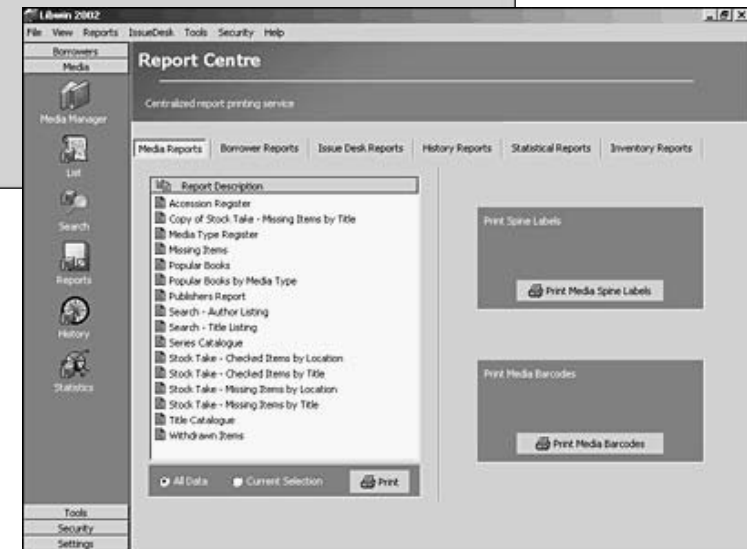 Libwin 2002
File View Reports IssueDesk Tools Security Help
Borrowers
Media
Media Manager
List
Search
Reports
History
Statistics
Tools
Security
Settings
Report Centre
Centralized report printing service
Media Reports Borrower Reports Issue Desk Reports History Reports Statistical Reports Inventory Reports
Report Description
Accession Register
Copy of Stock Take - Missing Items by Title
Media Type Register
Missing Items
Popular Books
Popular Books by Media Type
Publishers Report
Search - Author Listing
Search - Title Listing
Series Catalogue
Stock Take - Checked Items by Location
Stock Take - Checked Items by Title
Stock Take - Missing Items by Location
Stock Take - Missing Items by Title
Title Catalogue
Withdrawn Items
All Data Current Selection Print
Print Spine Labels
Print Media Spine Labels
Print Media Barcodes
Print Media Barcodes